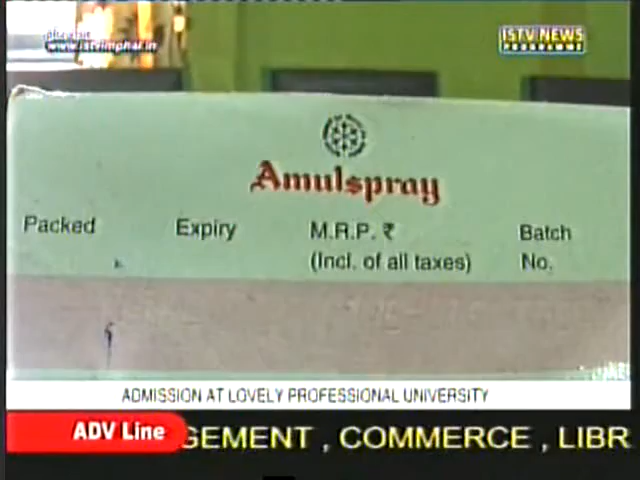 www.istvimphal.in
ISTV NEWS
PROGRAMME
Amulspray
Packed Expiry M.R.P. ₹ Batch
(Incl. of all taxes) No.
ADMISSION AT LOVELY PROFESSIONAL UNIVERSITY
ADV Line GEMENT , COMMERCE , LIBR